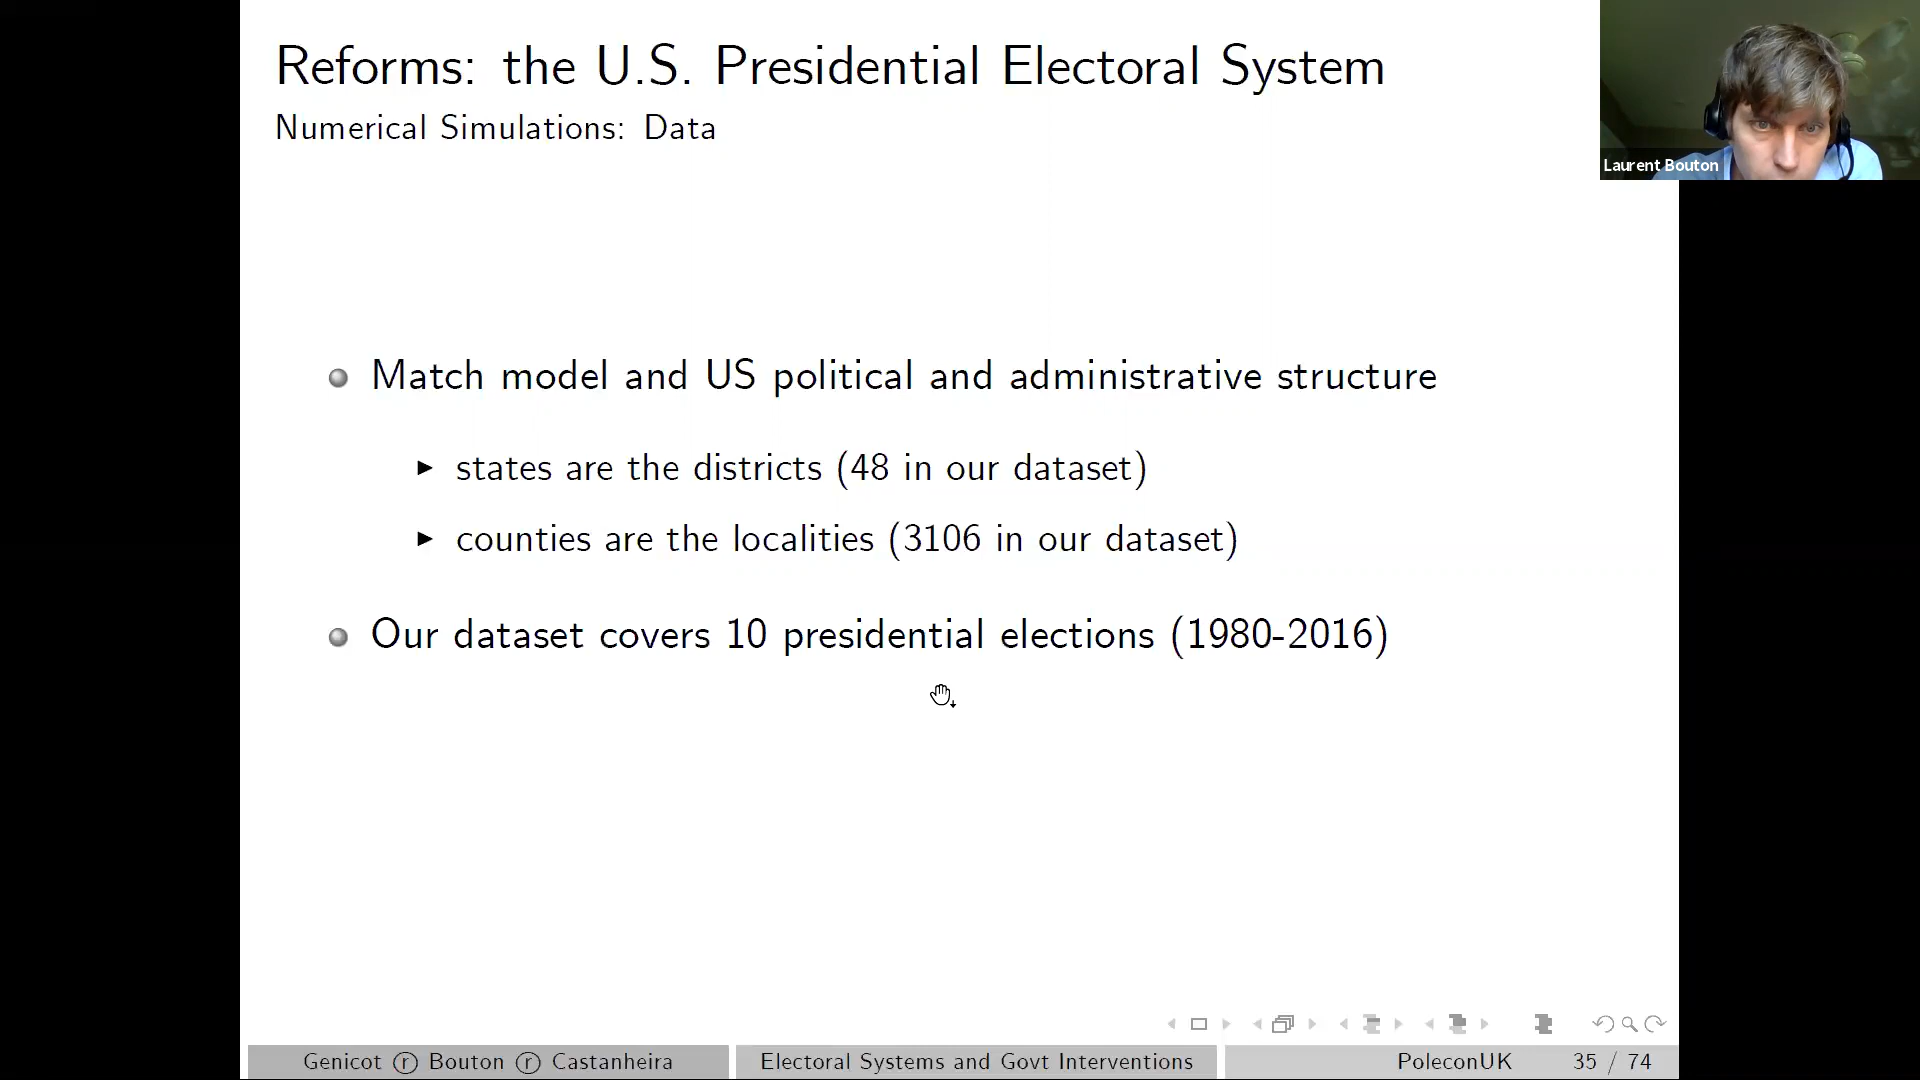 Reforms: the U.S. Presidential Electoral System
Numerical Simulations: Data
Laurent Bouton
Match model and US political and administrative structure
states are the districts (48 in our dataset)
counties are the localities (3106 in our dataset)
Our dataset covers 10 presidential elections (1980-2016)
Genicot ⓡ Bouton ⓡ Castanheira
Electoral Systems and Govt Interventions
PoleconUK 35 / 74